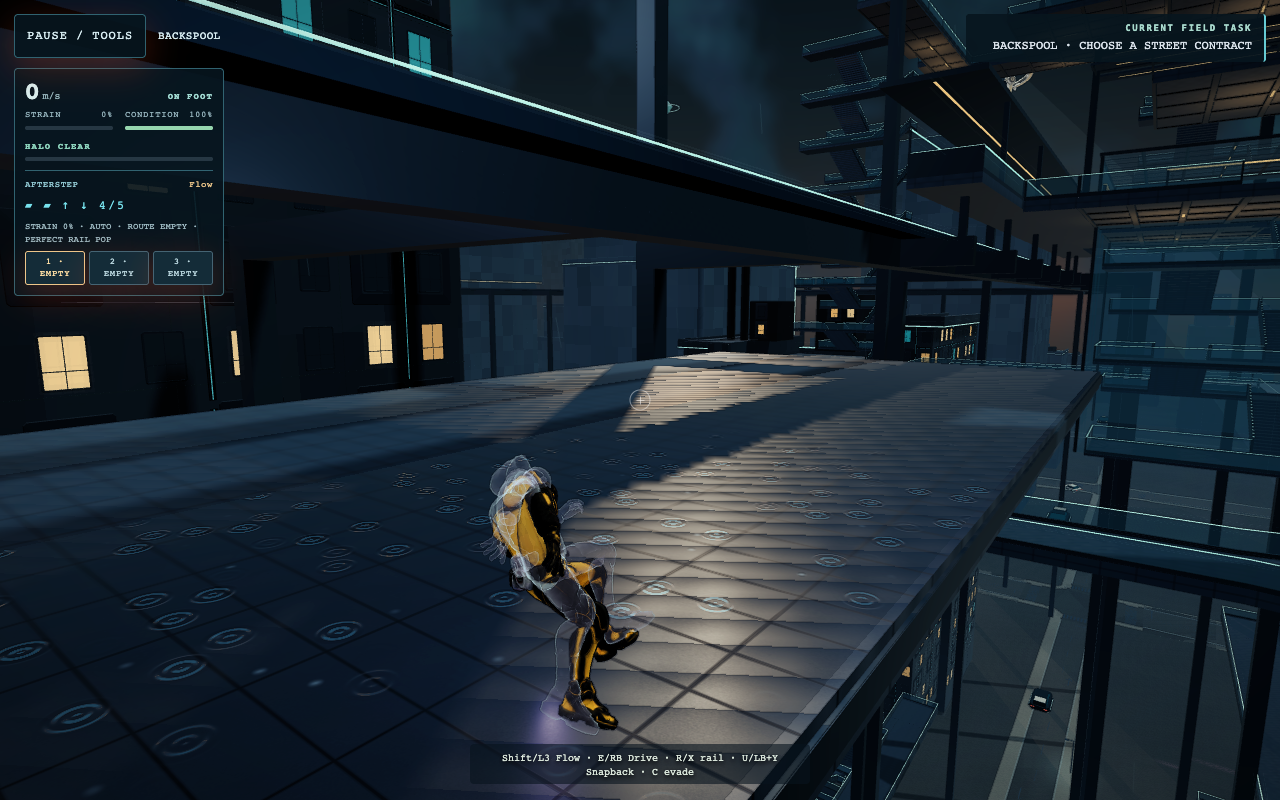 PAUSE / TOOLS
BACKSPOOL
CURRENT FIELD TASK
BACKSPOOL · CHOOSE A STREET CONTRACT
0 m/s
ON FOOT
STRAIN 0%
CONDITION 100%
HALO CLEAR
AFTERSTEP
Flow
↑ ↓ 4/5
STRAIN 0% · AUTO · ROUTE EMPTY ·
PERFECT RAIL POP
1 ·
EMPTY
2 ·
EMPTY
3 ·
EMPTY
Shift/L3 Flow · E/RB Drive · R/X rail · U/LB+Y
Snapback · C evade